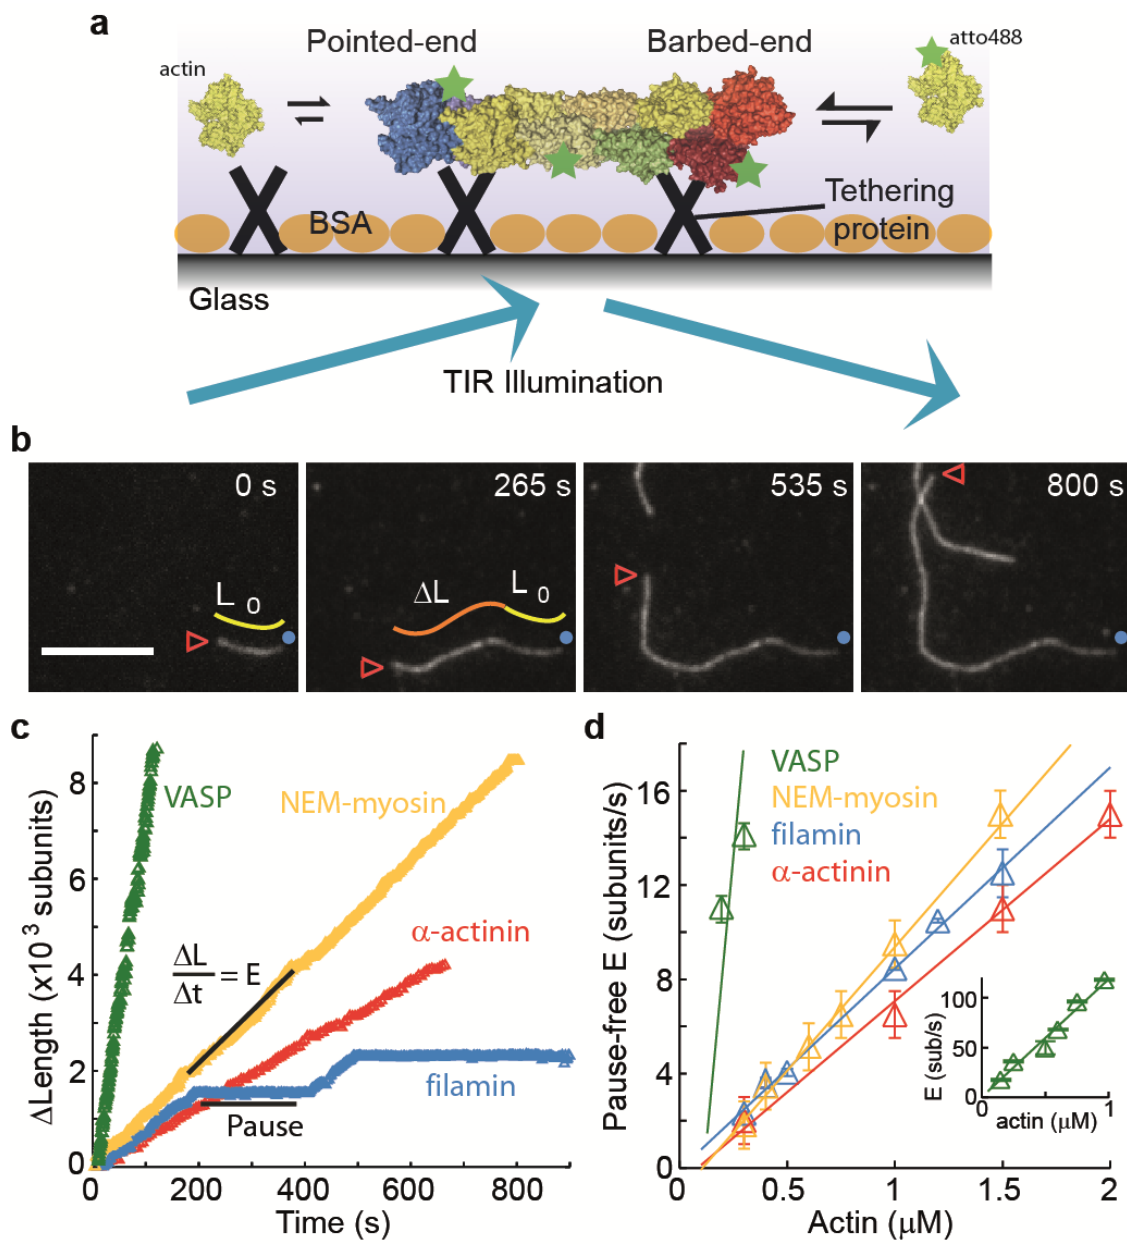 a
Pointed-end
Barbed-end
atto488
actin
BSA
Tethering
protein
Glass
TIR Illumination
b
0 s
265 s
535 s
800 s
L 0
ΔL
L 0
c
ΔLength (x10 3 subunits)
8
6
4
2
0
VASP
NEM-myosin
ΔL
Δt
= E
α-actinin
filamin
Pause
0
200
400
600
800
Time (s)
d
Pause-free E (subunits/s)
16
12
8
4
0
VASP
NEM-myosin
filamin
α-actinin
E (sub/s)
100
50
0
0
1
actin (μM)
0
0.5
1.0
1.5
2
Actin (μM)